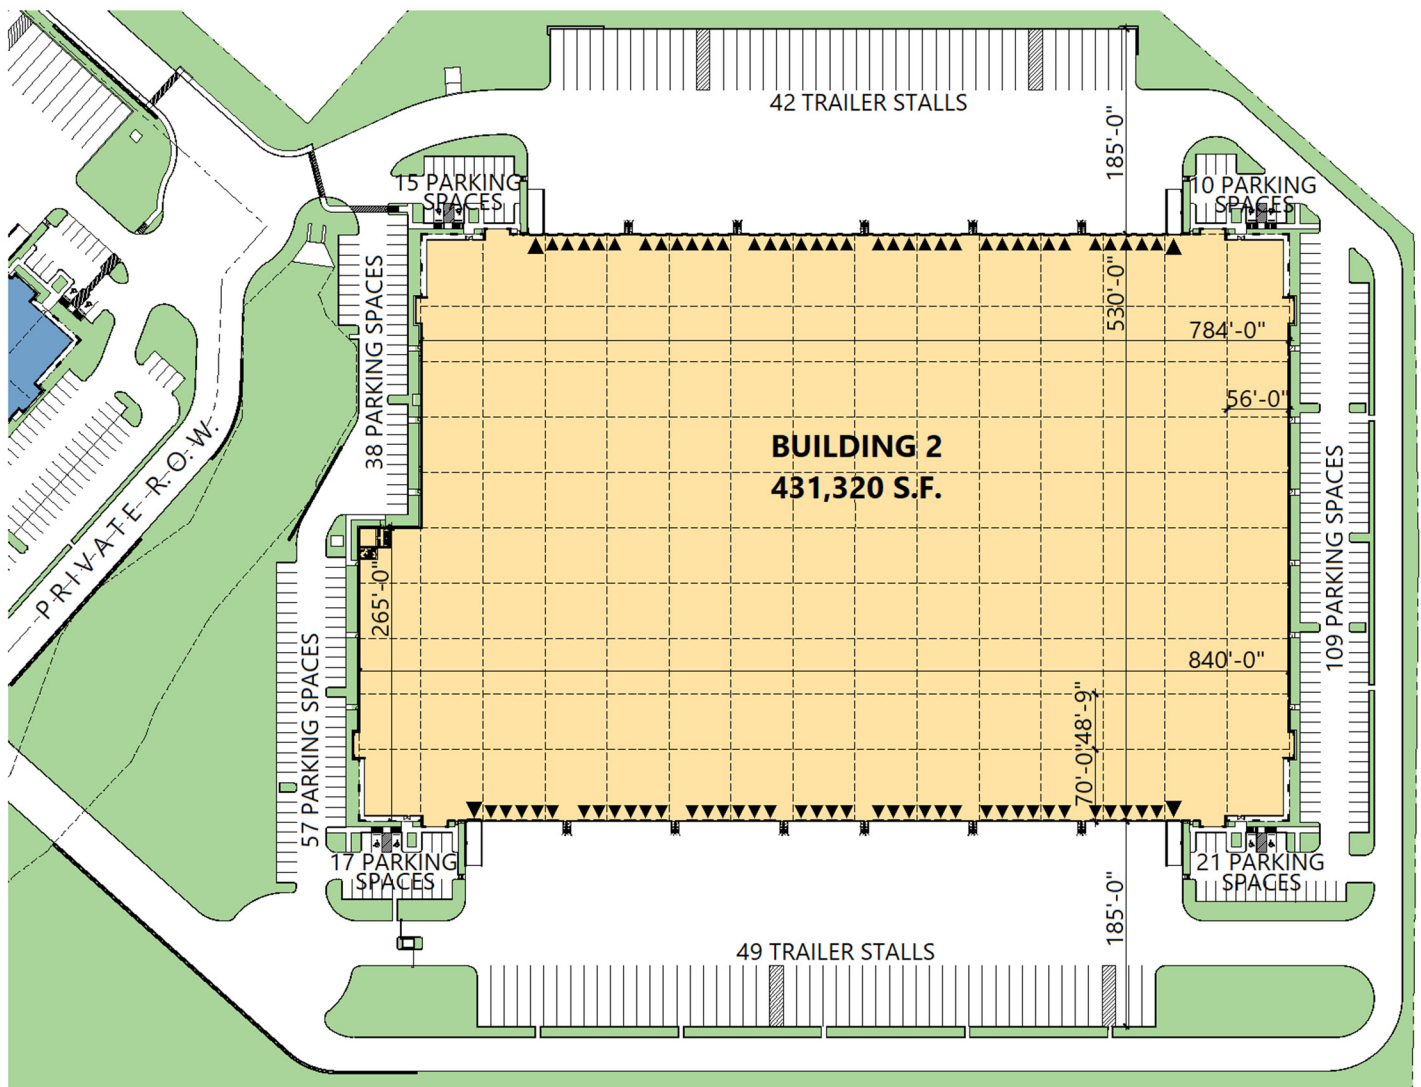 42 TRAILER STALLS
185'-0"
15 PARKING
SPACES
10 PARKING
SPACES
38 PARKING SPACES
530'-0"
784'-0"
56'-0"
BUILDING 2
431,320 S.F.
PRIVATE R.O.W.
265'-0"
109 PARKING SPACES
840'-0"
57 PARKING SPACES
48'-9"
70'-0"
17 PARKING
SPACES
21 PARKING
SPACES
185'-0"
49 TRAILER STALLS